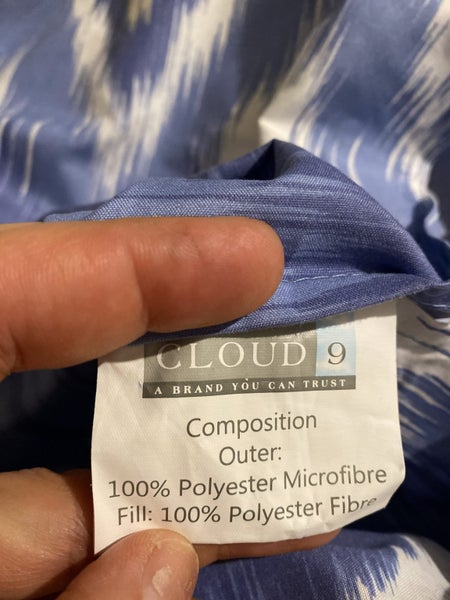 CLOUD 9
A BRAND YOU CAN TRUST
Composition
Outer:
100% Polyester Microfibre
Fill: 100% Polyester Fibre